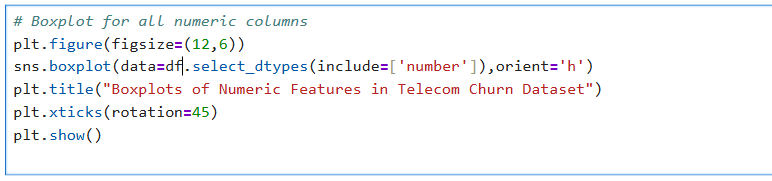 # Boxplot for all numeric columns
plt.figure(figsize=(12,6))
sns.boxplot(data=df.select_dtypes(include=['number']),orient='h')
plt.title("Boxplots of Numeric Features in Telecom Churn Dataset")
plt.xticks(rotation=45)
plt.show()